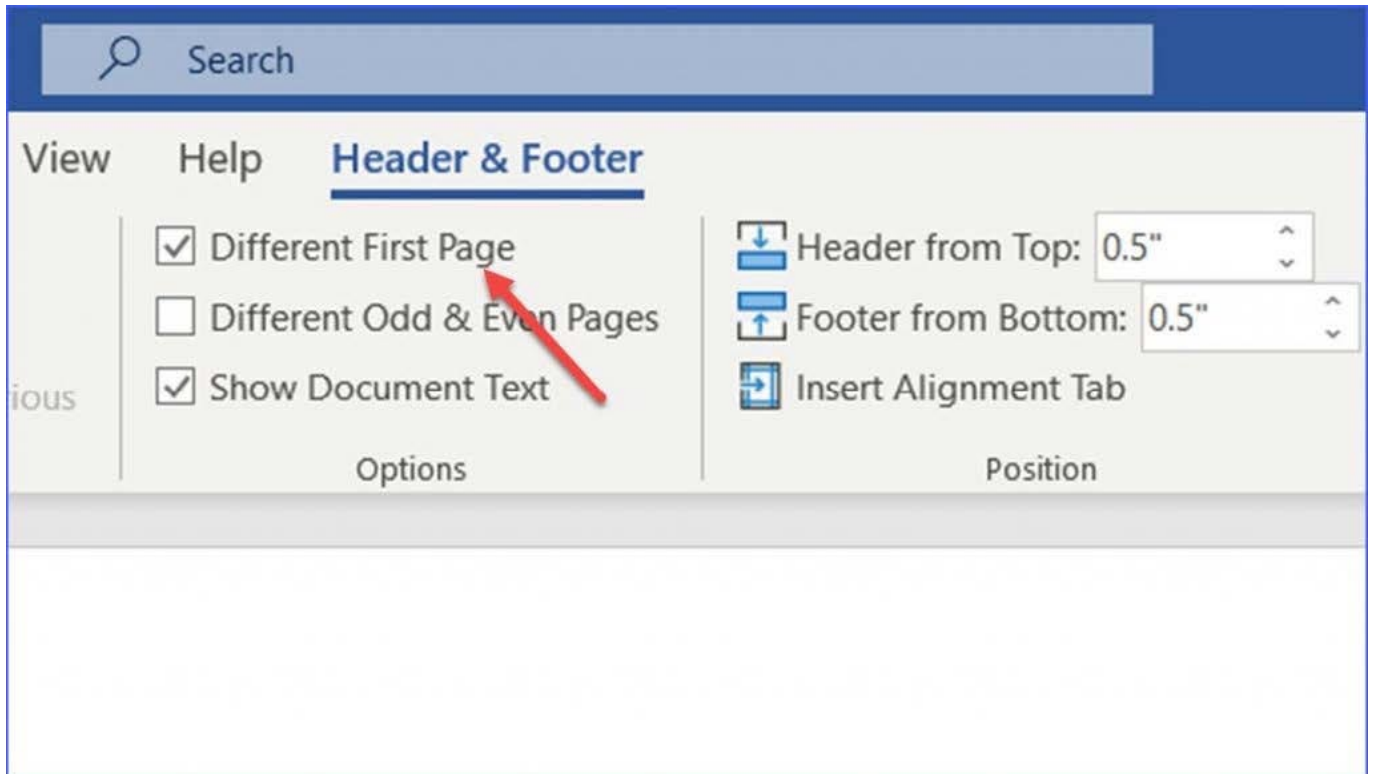 Search
View Help Header & Footer
Different First Page
Different Odd & Even Pages
ious
Show Document Text
Options
Header from Top: 0.5"
Footer from Bottom: 0.5"
Insert Alignment Tab
Position